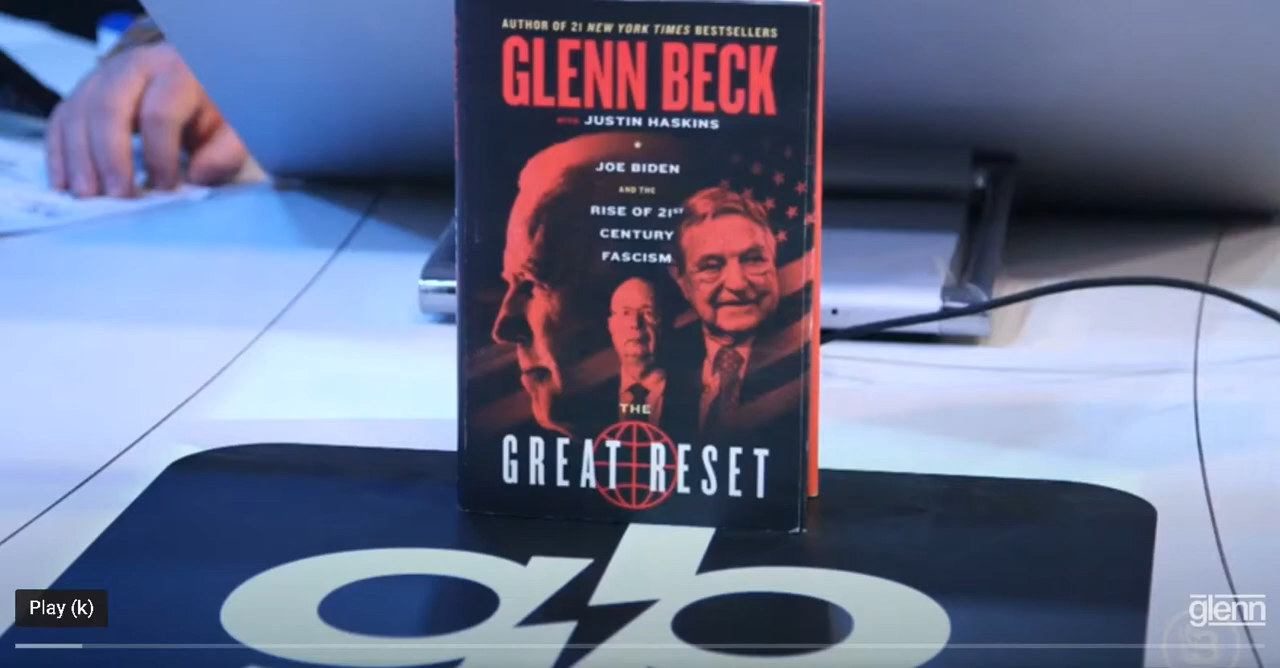 AUTHOR OF 21 NEW YORK TIMES BESTSELLERS
GLENN BECK
WITH JUSTIN HASKINS
JOE BIDEN
AND THE
RISE OF 21ST
CENTURY
FASCISM
THE
GREAT RESET
gb
Play (k)
glenn